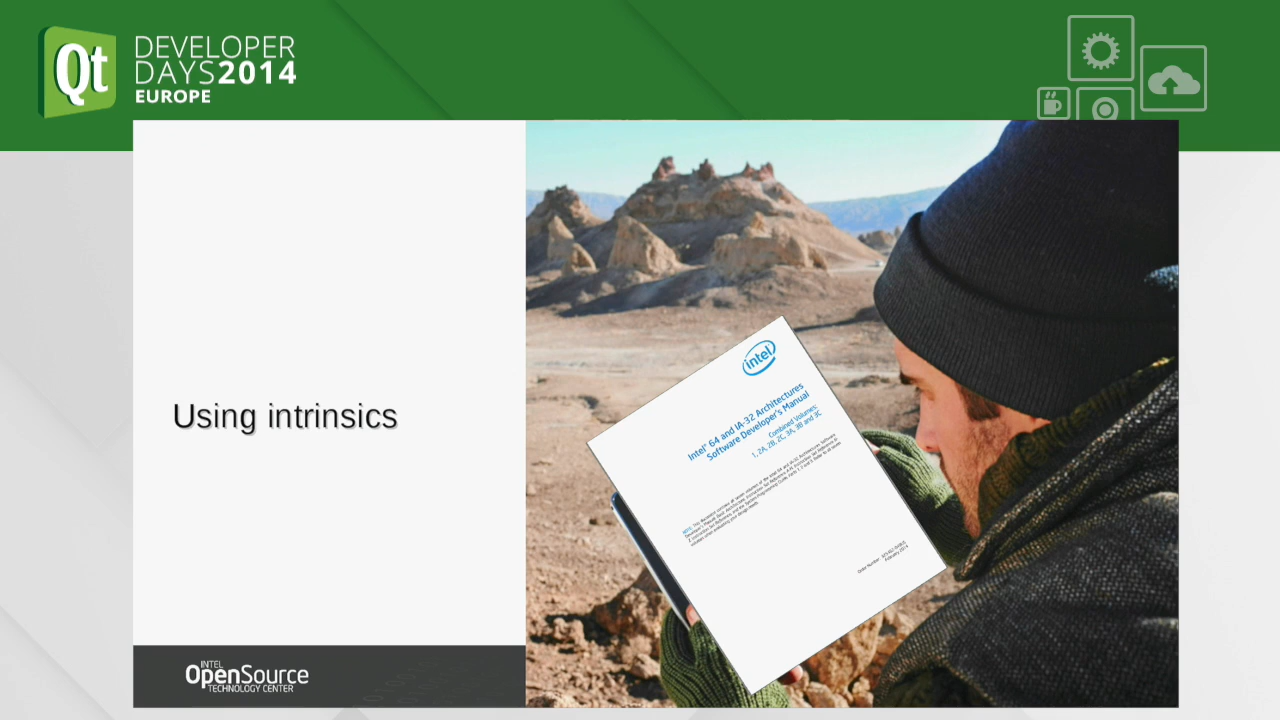 Qt
DEVELOPER
DAYS2014
EUROPE
Using intrinsics
intel
Intel® 64 and IA-32 Architectures
Software Developer's Manual
Combined Volumes:
1, 2A, 2B, 2C, 3A, 3B and 3C
INTEL
OpenSource
TECHNOLOGY CENTER